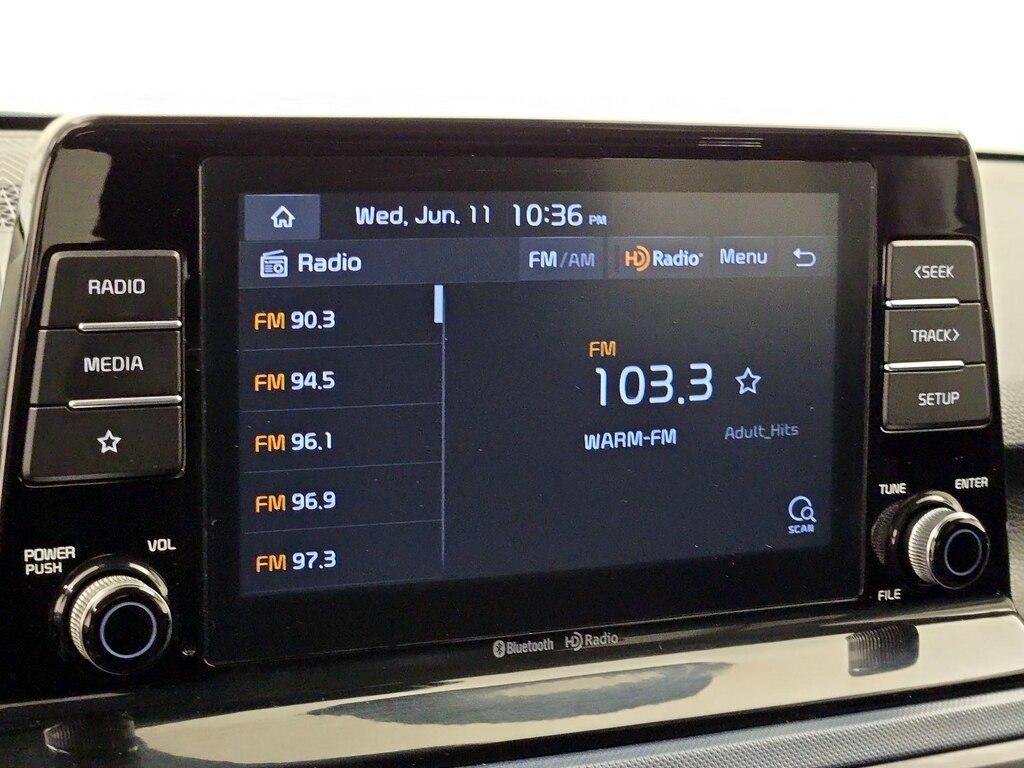 Wed, Jun. 11 10:36 PM
Radio FM/AM HD Radio Menu
FM 90.3
FM 94.5
FM 96.1
FM 96.9
FM 97.3
FM
103.3
WARM-FM Adult_Hits
SCAN
RADIO
MEDIA
POWER
PUSH
VOL
<SEEK
TRACK>
SETUP
TUNE
ENTER
FILE
Bluetooth HD Radio